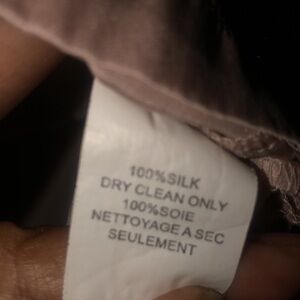 100%SILK
DRY CLEAN ONLY
100%SOIE
NETTOYAGE A SEC
SEULEMENT